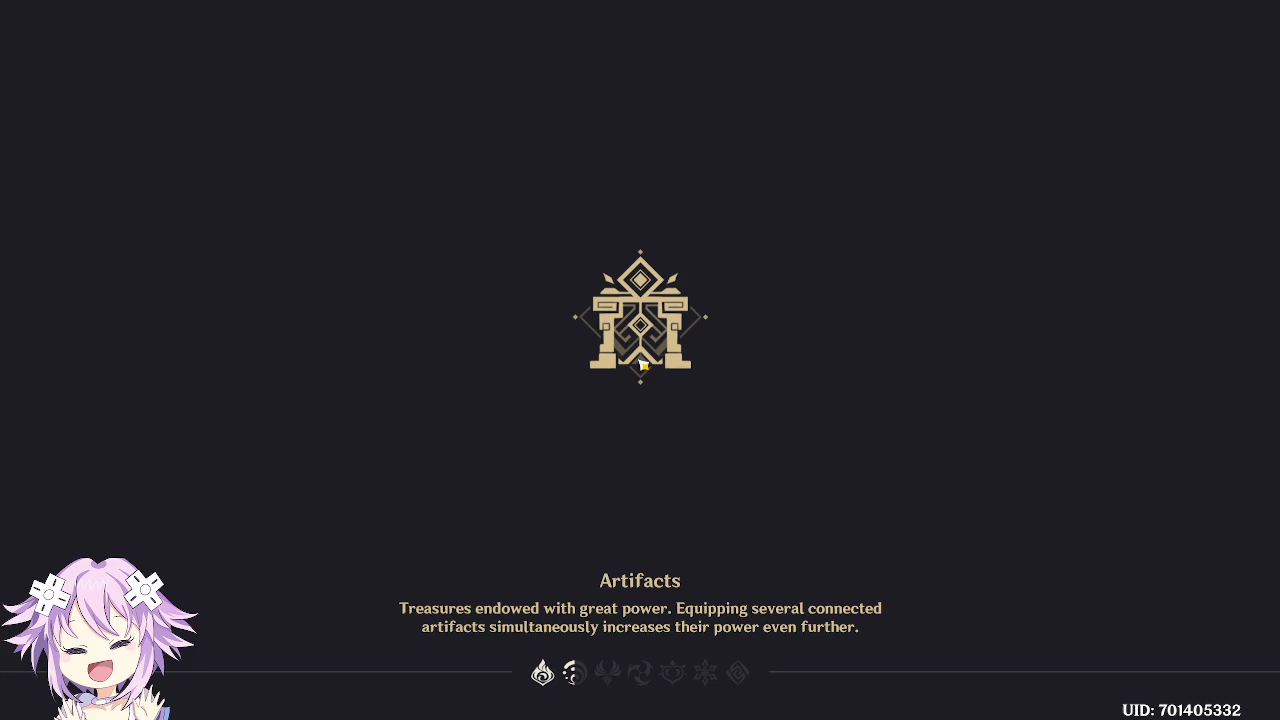 Artifacts
Treasures endowed with great power. Equipping several connected
artifacts simultaneously increases their power even further.
UID: 701405332